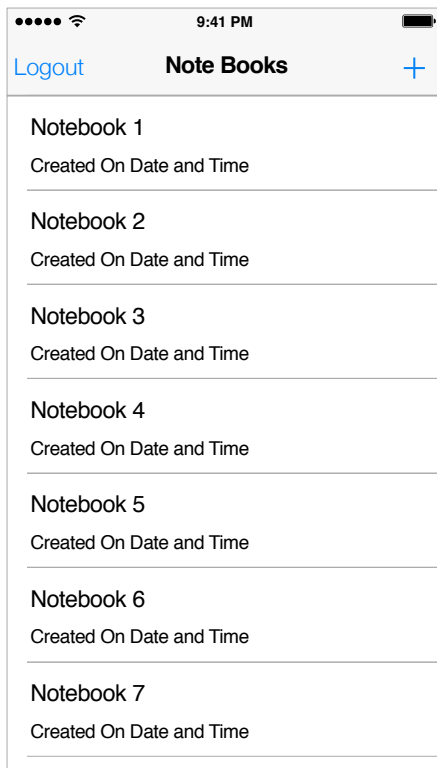 9:41 PM
Logout Note Books +
Notebook 1
Created On Date and Time
Notebook 2
Created On Date and Time
Notebook 3
Created On Date and Time
Notebook 4
Created On Date and Time
Notebook 5
Created On Date and Time
Notebook 6
Created On Date and Time
Notebook 7
Created On Date and Time